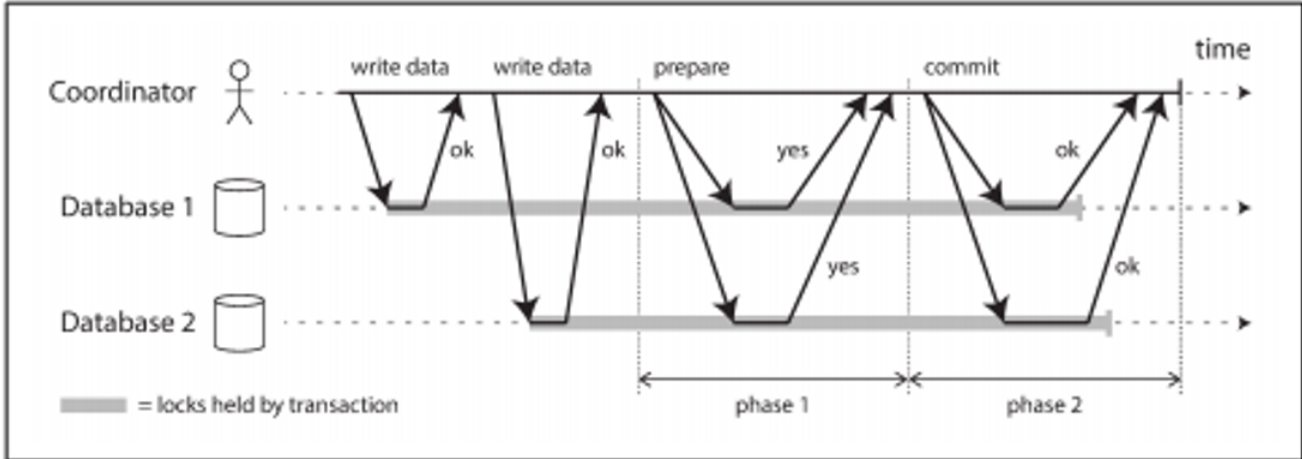 time
write data write data prepare commit
Coordinator
ok ok yes ok
Database 1
yes ok
Database 2
phase 1 phase 2
= locks held by transaction